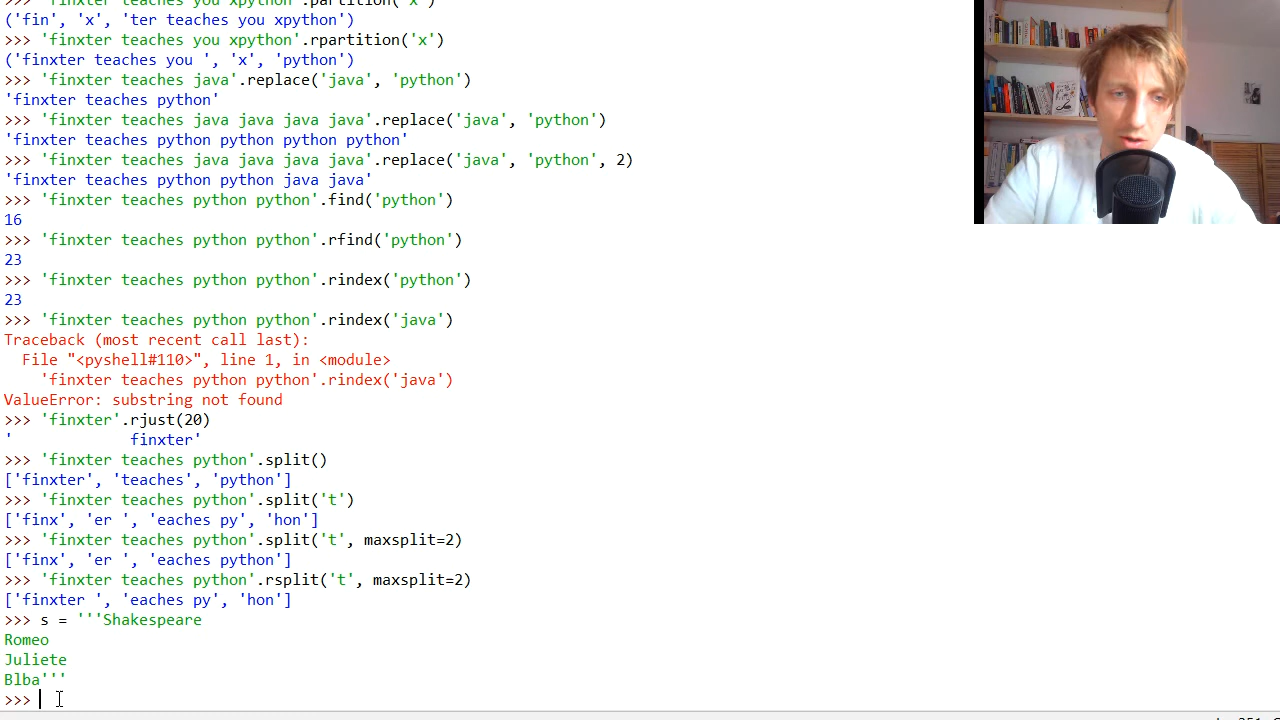 >>> 'finxter teaches you xpython'.partition('x')
('fin', 'x', 'ter teaches you xpython')
>>> 'finxter teaches you xpython'.rpartition('x')
('finxter teaches you ', 'x', 'python')
>>> 'finxter teaches java'.replace('java', 'python')
'finxter teaches python'
>>> 'finxter teaches java java java java'.replace('java', 'python')
'finxter teaches python python python python'
>>> 'finxter teaches java java java java'.replace('java', 'python', 2)
'finxter teaches python python java java'
>>> 'finxter teaches python python'.find('python')
16
>>> 'finxter teaches python python'.rfind('python')
23
>>> 'finxter teaches python python'.rindex('python')
23
>>> 'finxter teaches python python'.rindex('java')
Traceback (most recent call last):
  File "<pyshell#110>", line 1, in <module>
    'finxter teaches python python'.rindex('java')
ValueError: substring not found
>>> 'finxter'.rjust(20)
'             finxter'
>>> 'finxter teaches python'.split()
['finxter', 'teaches', 'python']
>>> 'finxter teaches python'.split('t')
['finx', 'er ', 'eaches py', 'hon']
>>> 'finxter teaches python'.split('t', maxsplit=2)
['finx', 'er ', 'eaches python']
>>> 'finxter teaches python'.rsplit('t', maxsplit=2)
['finxter ', 'eaches py', 'hon']
>>> s = '''Shakespeare
Romeo
Juliete
Blba'''
>>>